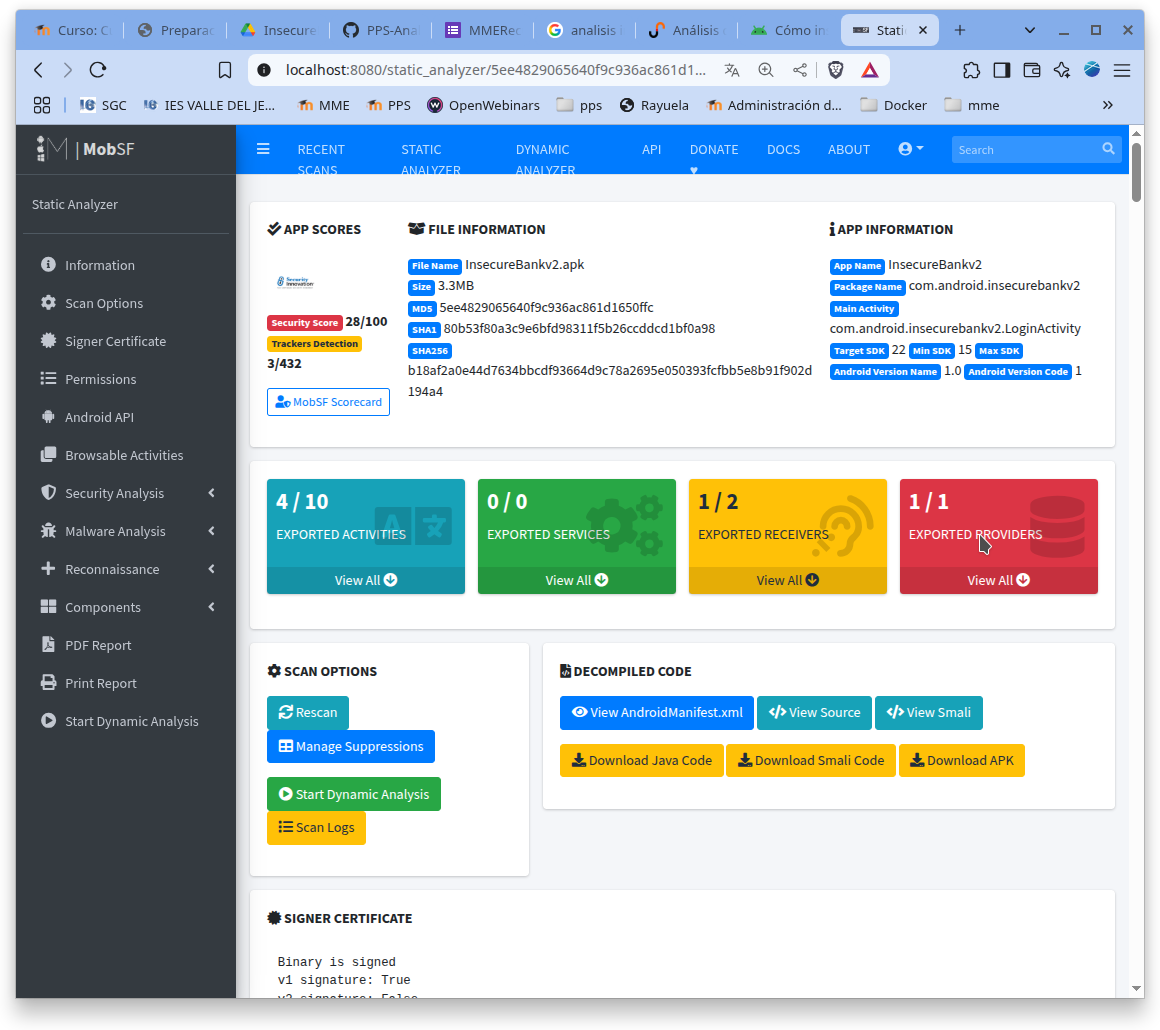 Curso: C
Preparac
Insecure
PPS-Ana
MMERec
analisis
Análisis
Cómo in
Stati
localhost:8080/static_analyzer/5ee4829065640f9c936ac861d1...
SGC
IES VALLE DEL JE...
MME
PPS
OpenWebinars
pps
Rayuela
Administración d...
Docker
mme
| MobSF
RECENT SCANS
STATIC ANALYZER
DYNAMIC ANALYZER
API
DONATE ♥
DOCS
ABOUT
Search
Static Analyzer
Information
Scan Options
Signer Certificate
Permissions
Android API
Browsable Activities
Security Analysis
Malware Analysis
Reconnaissance
Components
PDF Report
Print Report
Start Dynamic Analysis
APP SCORES
Security Innovation
Security Score 28/100
Trackers Detection
3/432
MobSF Scorecard
FILE INFORMATION
File Name InsecureBankv2.apk
Size 3.3MB
MD5 5ee4829065640f9c936ac861d1650ffc
SHA1 80b53f80a3c9e6bfd98311f5b26ccddcd1bf0a98
SHA256
b18af2a0e44d7634bbcdf93664d9c78a2695e050393fcfbb5e8b91f902d
194a4
APP INFORMATION
App Name InsecureBankv2
Package Name com.android.insecurebankv2
Main Activity
com.android.insecurebankv2.LoginActivity
Target SDK 22 Min SDK 15 Max SDK
Android Version Name 1.0 Android Version Code 1
4 / 10
EXPORTED ACTIVITIES
View All
0 / 0
EXPORTED SERVICES
View All
1 / 2
EXPORTED RECEIVERS
View All
1 / 1
EXPORTED PROVIDERS
View All
SCAN OPTIONS
Rescan
Manage Suppressions
Start Dynamic Analysis
Scan Logs
DECOMPILED CODE
View AndroidManifest.xml
View Source
View Smali
Download Java Code
Download Smali Code
Download APK
SIGNER CERTIFICATE
Binary is signed
v1 signature: True
v2 signature: False